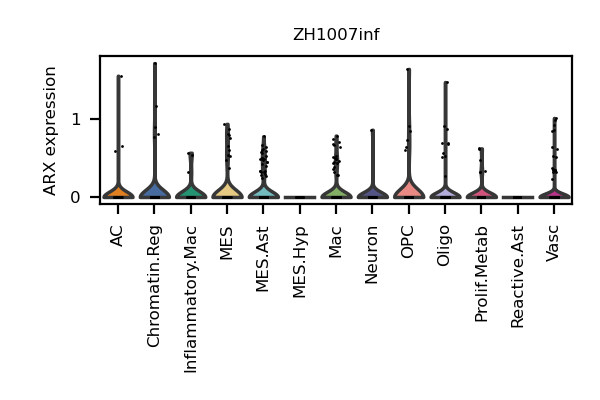 ZH1007inf
ARX expression
1
0
AC
Chromatin.Reg
Inflammatory.Mac
MES
MES.Ast
MES.Hyp
Mac
Neuron
OPC
Oligo
Prolif.Metab
Reactive.Ast
Vasc